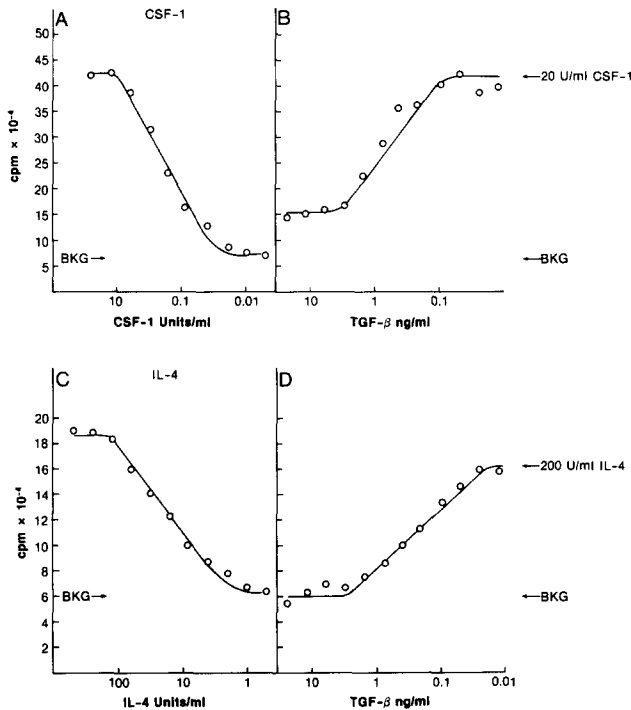 A
CSF-1
B
50
45
40
35
30
25
20
15
10
5
cpm × 10⁻⁴
BKG→
10
0.1
0.01
CSF-1 Units/ml
10
1
0.1
TGF-β ng/ml
←20 U/ml CSF-1
←BKG
C
IL-4
D
20
18
16
14
12
10
8
6
4
2
cpm × 10⁻⁴
BKG→
100
10
1
IL-4 Units/ml
10
1
0.1
0.01
TGF-β ng/ml
←200 U/ml IL-4
←BKG